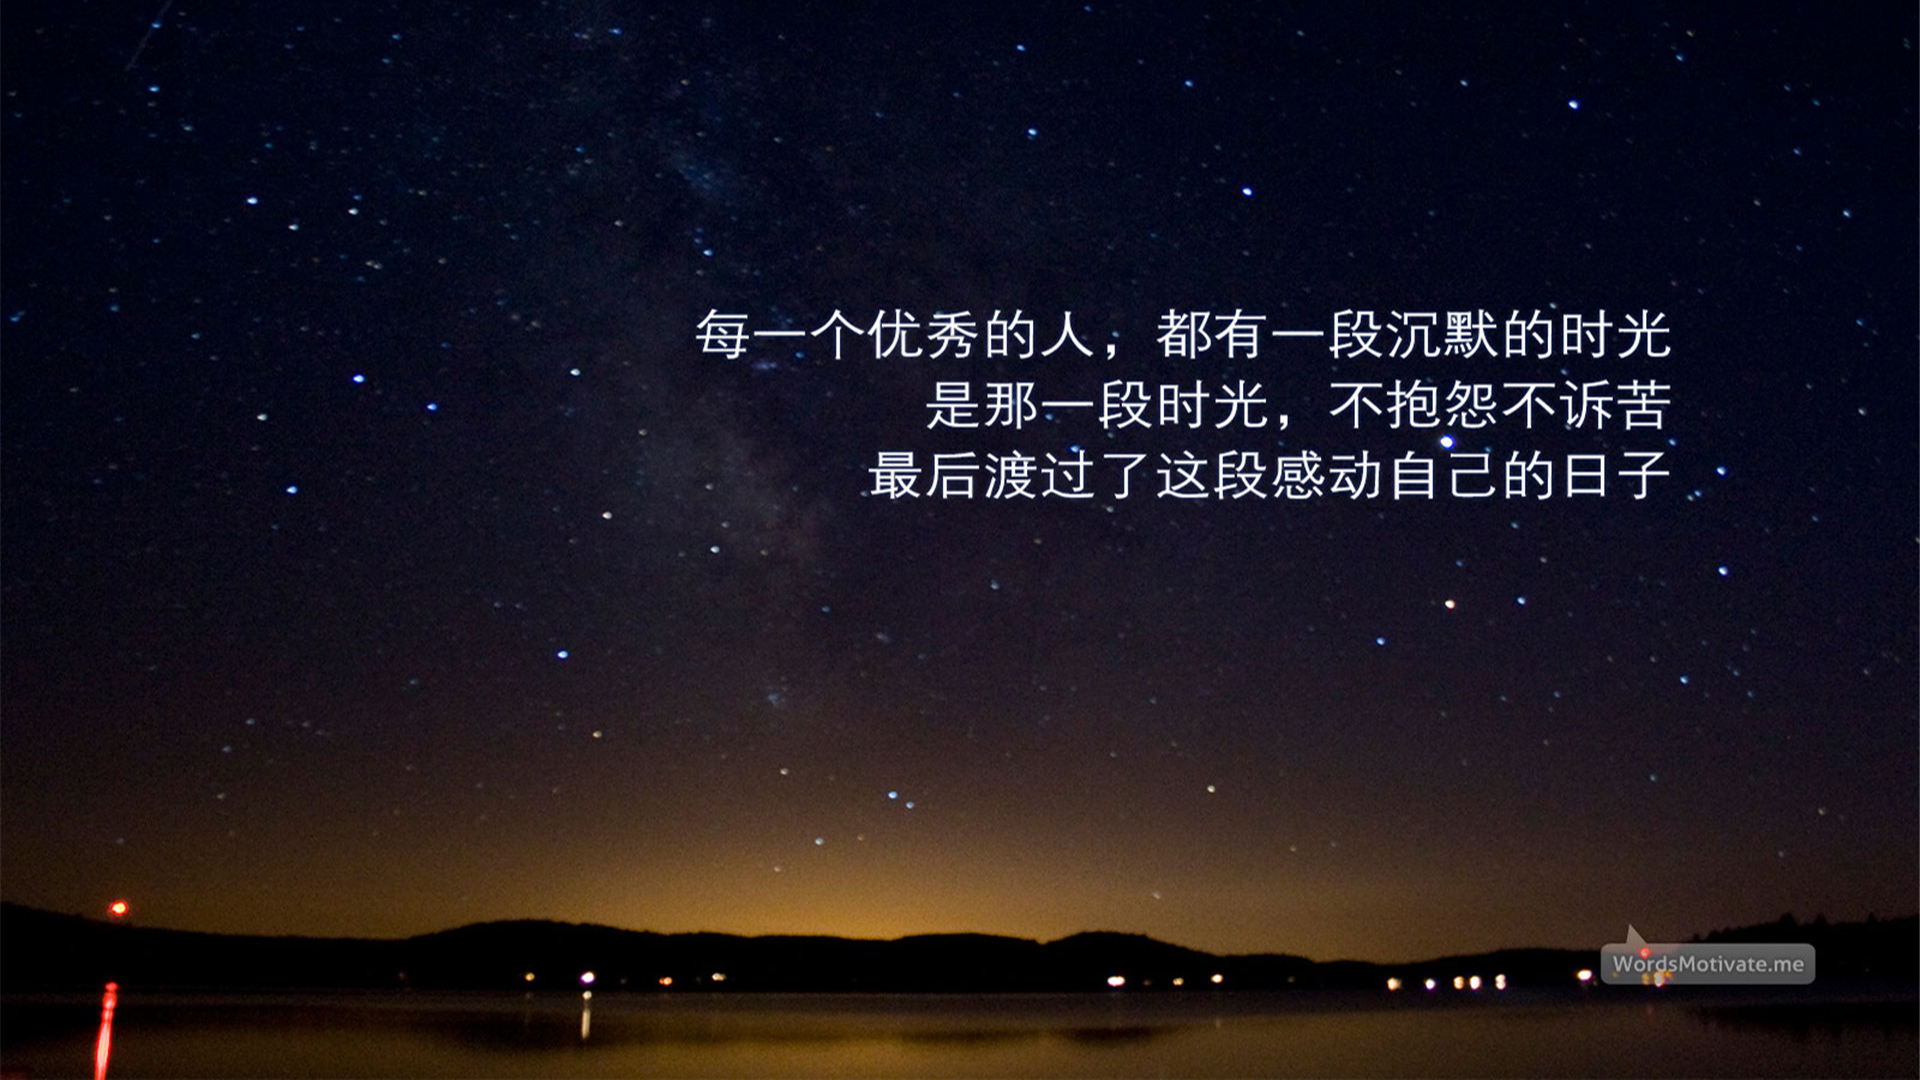 每一个优秀的人，都有一段沉默的时光
是那一段时光，不抱怨不诉苦
最后渡过了这段感动自己的日子
WordsMotivate.me